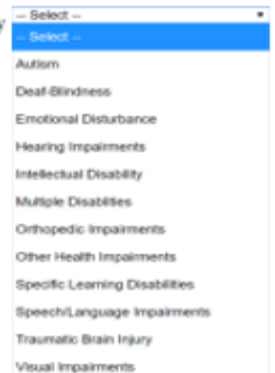 -- Select --
-- Select --
Autism
Deaf-Blindness
Emotional Disturbance
Hearing Impairments
Intellectual Disability
Multiple Disabilities
Orthopedic Impairments
Other Health Impairments
Specific Learning Disabilities
Speech/Language Impairments
Traumatic Brain Injury
Visual Impairments